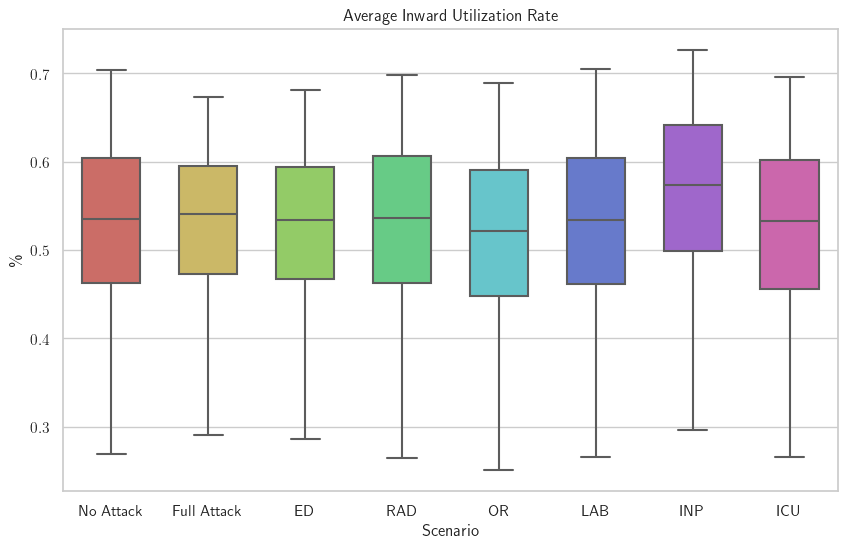 Average Inward Utilization Rate
0.7
0.6
0.5
0.4
0.3
%
No Attack Full Attack ED RAD OR LAB INP ICU
Scenario